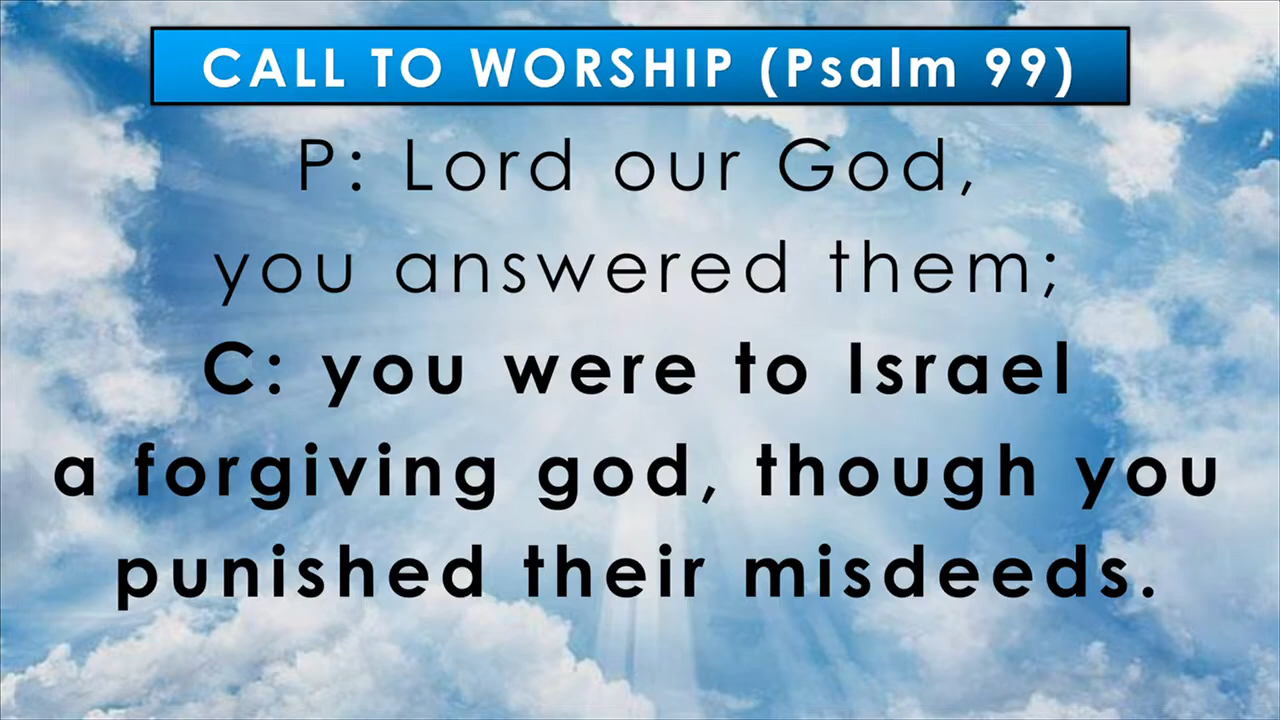 CALL TO WORSHIP (Psalm 99)
P: Lord our God,
you answered them;
C: you were to Israel
a forgiving god, though you
punished their misdeeds.